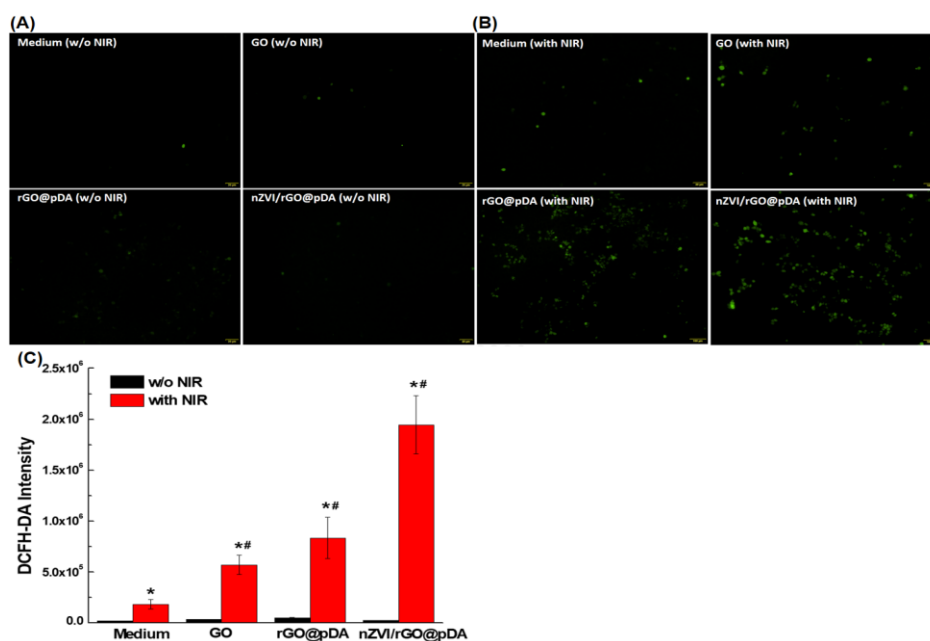 (A)
(B)
Medium (w/o NIR)
GO (w/o NIR)
Medium (with NIR)
GO (with NIR)
rGO@pDA (w/o NIR)
nZVI/rGO@pDA (w/o NIR)
rGO@pDA (with NIR)
nZVI/rGO@pDA (with NIR)
(C)
2.5x10⁶
2.0x10⁶
1.5x10⁶
1.0x10⁶
5.0x10⁵
0.0
DCFH-DA Intensity
w/o NIR
with NIR
*
*#
*#
*#
Medium
GO
rGO@pDA
nZVI/rGO@pDA